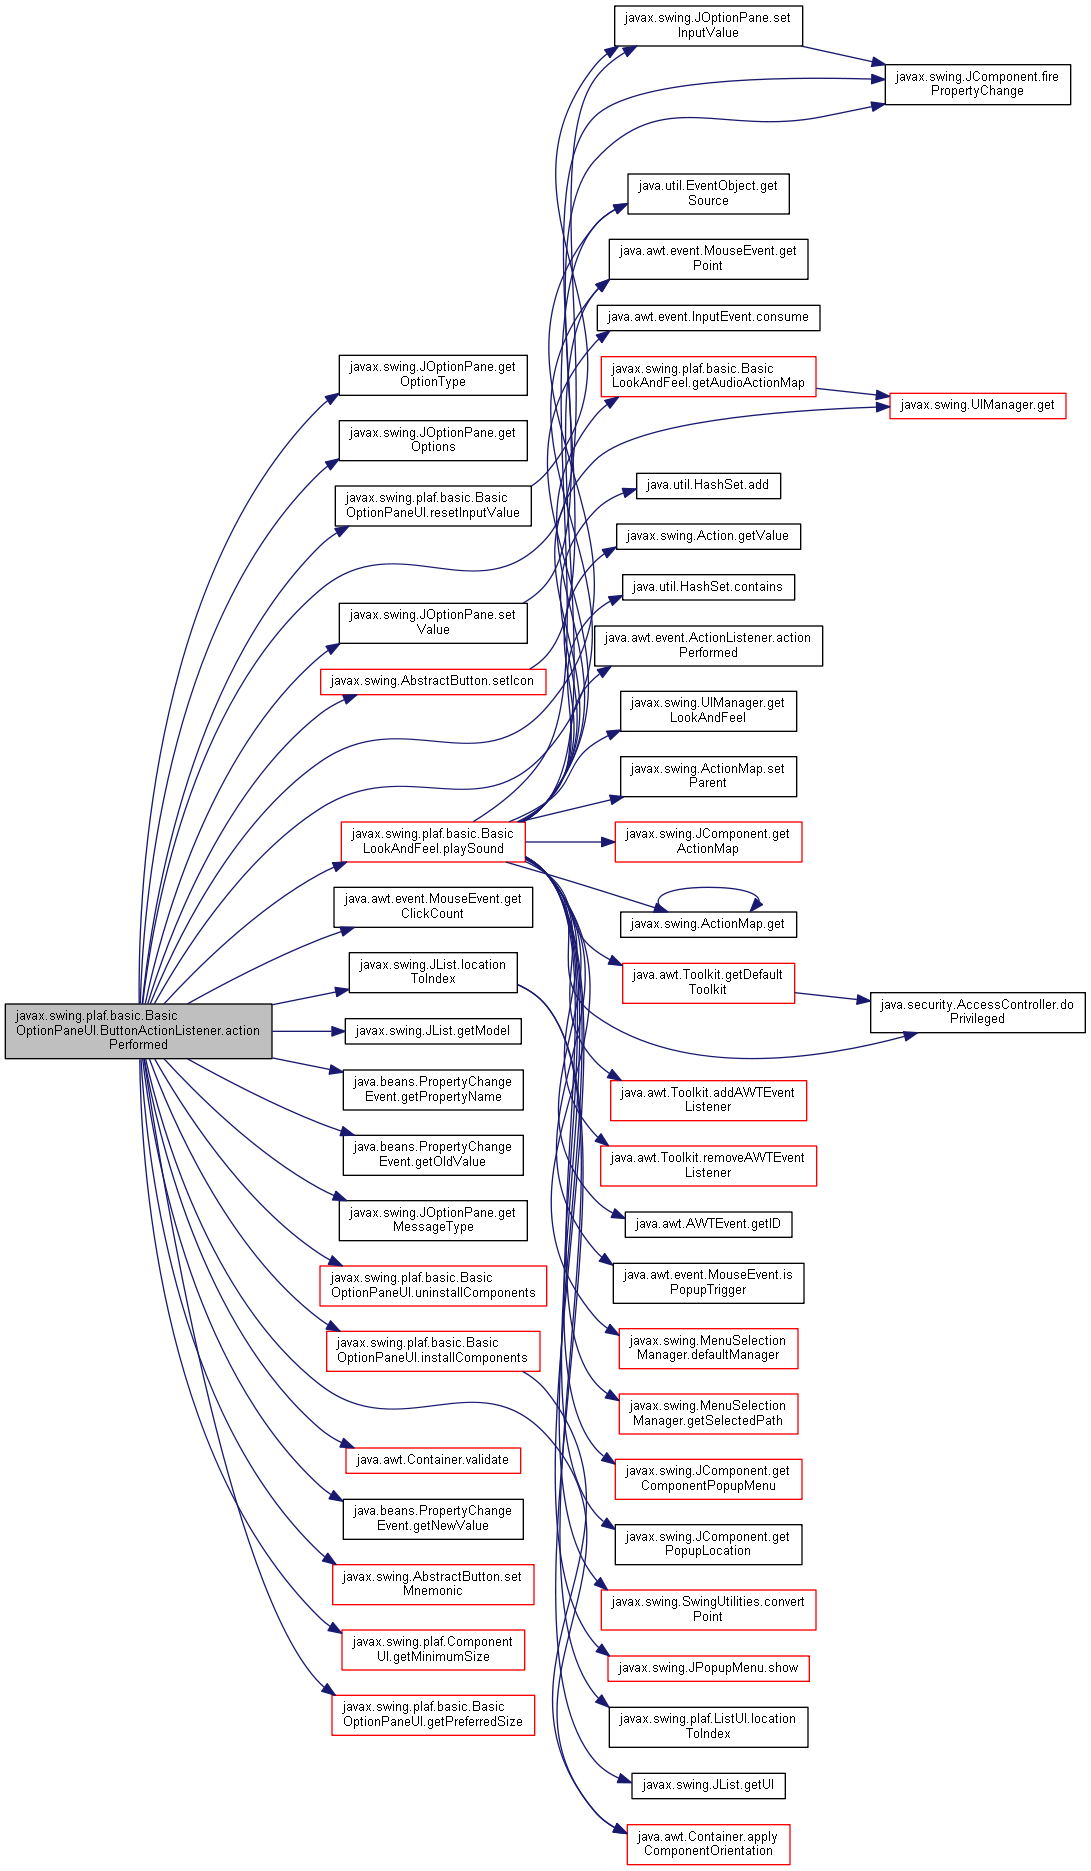 javax.swing.plaf.basic.Basic
OptionPaneUI.ButtonActionListener.action
Performed
javax.swing.JOptionPane.get
OptionType
javax.swing.JOptionPane.get
Options
javax.swing.plaf.basic.Basic
OptionPaneUI.resetInputValue
javax.swing.JOptionPane.set
Value
javax.swing.AbstractButton.setIcon
javax.swing.plaf.basic.Basic
LookAndFeel.playSound
java.awt.event.MouseEvent.get
ClickCount
javax.swing.JList.location
ToIndex
javax.swing.JList.getModel
java.beans.PropertyChange
Event.getPropertyName
java.beans.PropertyChange
Event.getOldValue
javax.swing.JOptionPane.get
MessageType
javax.swing.plaf.basic.Basic
OptionPaneUI.uninstallComponents
javax.swing.plaf.basic.Basic
OptionPaneUI.installComponents
java.awt.Container.validate
java.beans.PropertyChange
Event.getNewValue
javax.swing.AbstractButton.set
Mnemonic
javax.swing.plaf.Component
UI.getMinimumSize
javax.swing.plaf.basic.Basic
OptionPaneUI.getPreferredSize
javax.swing.JOptionPane.set
InputValue
java.util.EventObject.get
Source
java.awt.event.MouseEvent.get
Point
java.awt.event.InputEvent.consume
javax.swing.plaf.basic.Basic
LookAndFeel.getAudioActionMap
java.util.HashSet.add
javax.swing.Action.getValue
java.util.HashSet.contains
java.awt.event.ActionListener.action
Performed
javax.swing.UIManager.get
LookAndFeel
javax.swing.ActionMap.set
Parent
javax.swing.JComponent.get
ActionMap
javax.swing.ActionMap.get
java.awt.Toolkit.getDefault
Toolkit
java.awt.Toolkit.addAWTEvent
Listener
java.awt.Toolkit.removeAWTEvent
Listener
java.awt.AWTEvent.getID
java.awt.event.MouseEvent.is
PopupTrigger
javax.swing.MenuSelection
Manager.defaultManager
javax.swing.MenuSelection
Manager.getSelectedPath
javax.swing.JComponent.get
ComponentPopupMenu
javax.swing.JComponent.get
PopupLocation
javax.swing.SwingUtilities.convert
Point
javax.swing.JPopupMenu.show
javax.swing.plaf.ListUI.location
ToIndex
javax.swing.JList.getUI
java.awt.Container.apply
ComponentOrientation
javax.swing.JComponent.fire
PropertyChange
javax.swing.UIManager.get
java.security.AccessController.do
Privileged